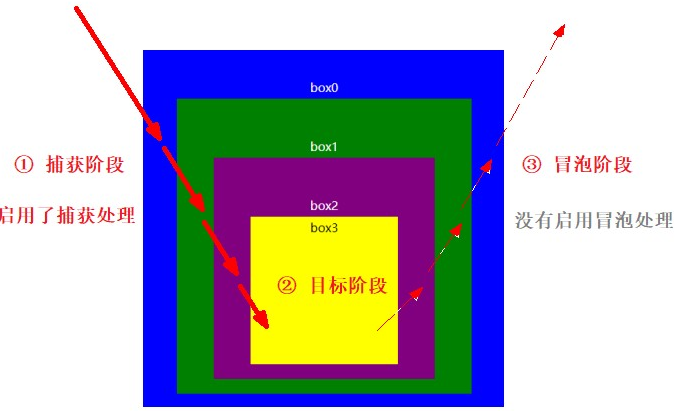 box0
box1
① 捕获阶段
③ 冒泡阶段
box2
启用了捕获处理
没有启用冒泡处理
box3
② 目标阶段